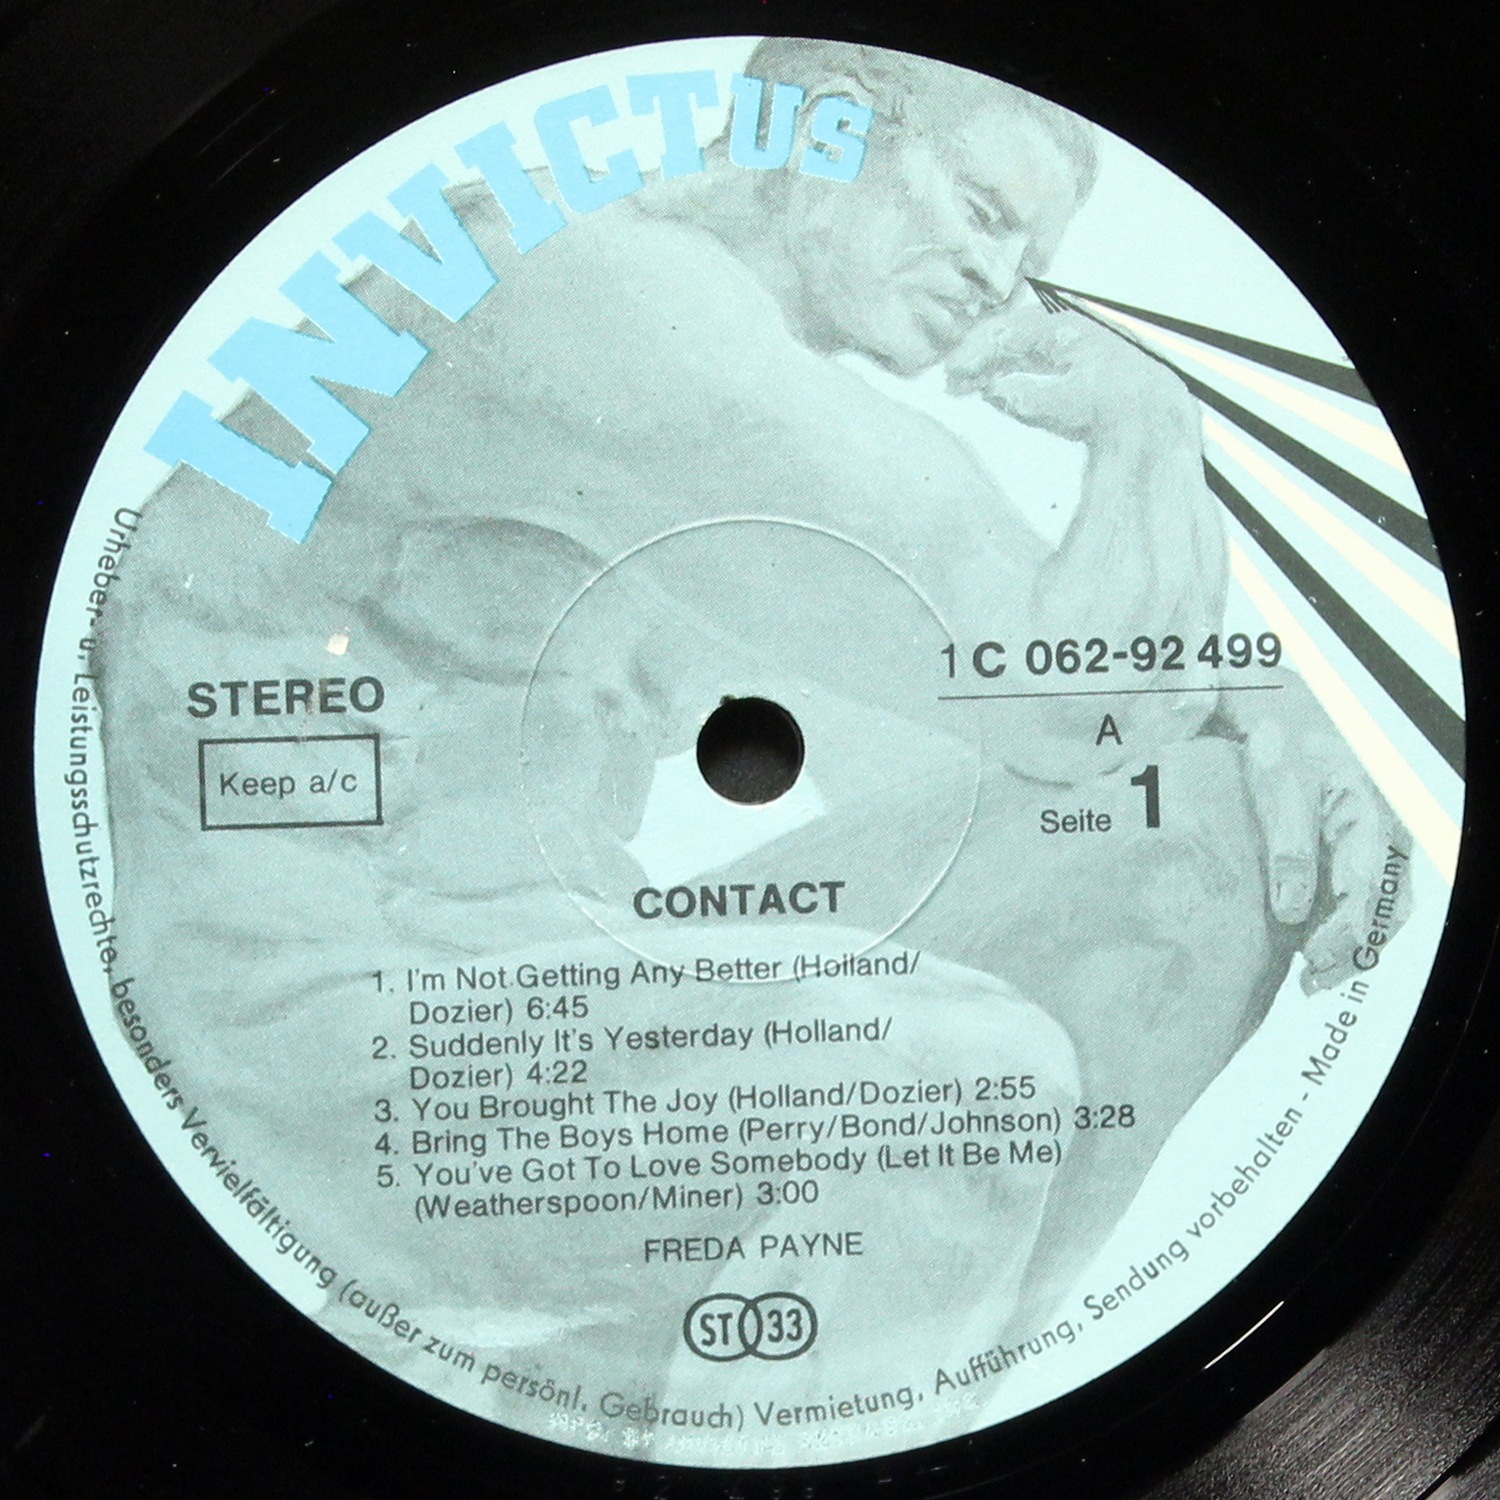 INVICTUS
STEREO
Keep a/c
1 C 062-92 499
A
Seite 1
CONTACT
1. I'm Not Getting Any Better (Holland/
Dozier) 6:45
2. Suddenly It's Yesterday (Holland/
Dozier) 4:22
3. You Brought The Joy (Holland/Dozier) 2:55
4. Bring The Boys Home (Perry/Bond/Johnson) 3:28
5. You've Got To Love Somebody (Let It Be Me)
(Weatherspoon/Miner) 3:00
FREDA PAYNE
ST 33
Urheber- u. Leistungsschutzrechte, besonders Vervielfältigung (außer zum persönl. Gebrauch) Vermietung, Aufführung, Sendung vorbehalten - Made in Germany